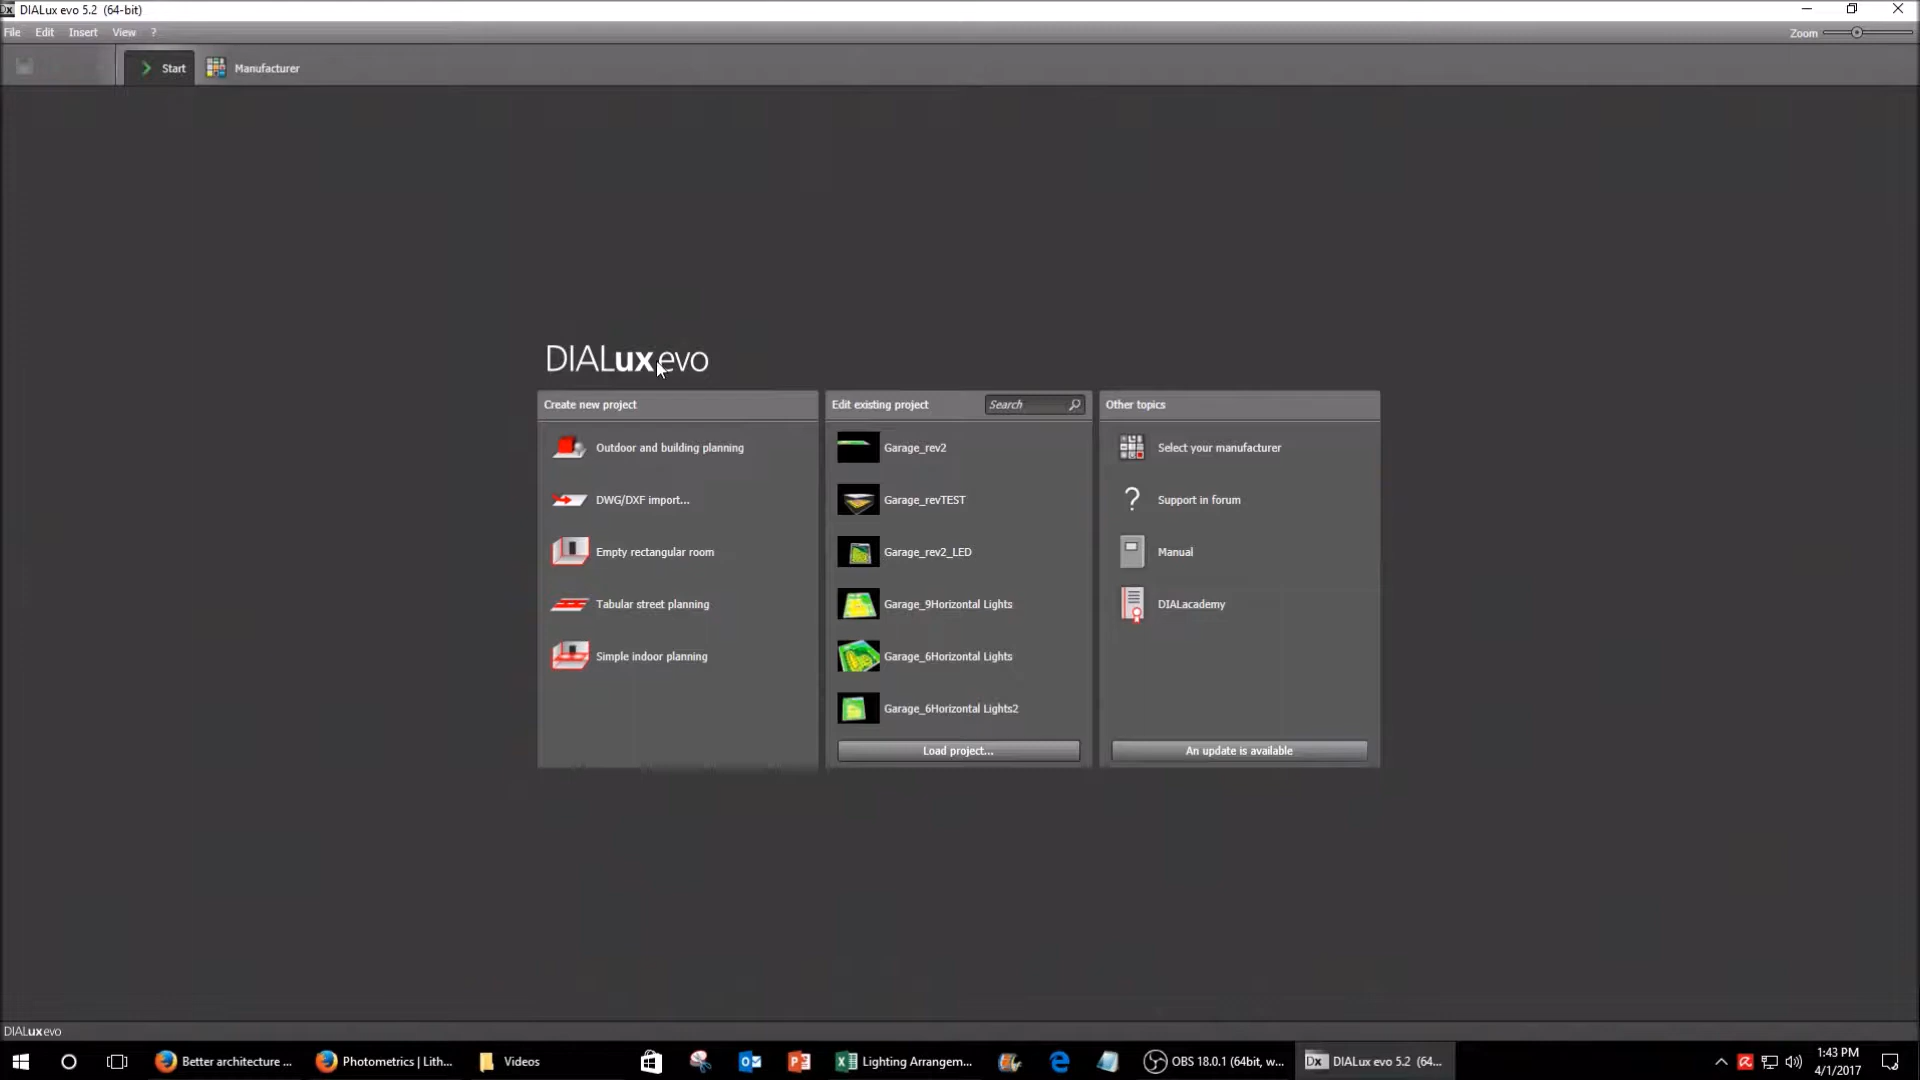 DIALux evo 5.2 (64-bit)
File Edit Insert View ?
Zoom
Start Manufacturer
DIALux evo
Create new project
Outdoor and building planning
DWG/DXF import...
Empty rectangular room
Tabular street planning
Simple indoor planning
Edit existing project
Search
Garage_rev2
Garage_revTEST
Garage_rev2_LED
Garage_9Horizontal Lights
Garage_6Horizontal Lights
Garage_6Horizontal Lights2
Load project...
Other topics
Select your manufacturer
Support in forum
Manual
DIALacademy
An update is available
DIALux evo
Better architecture ...
Photometrics | Lith...
Videos
Lighting Arrangem...
OBS 18.0.1 (64bit, w...
Dx DIALux evo 5.2 (64...
1:43 PM
4/1/2017